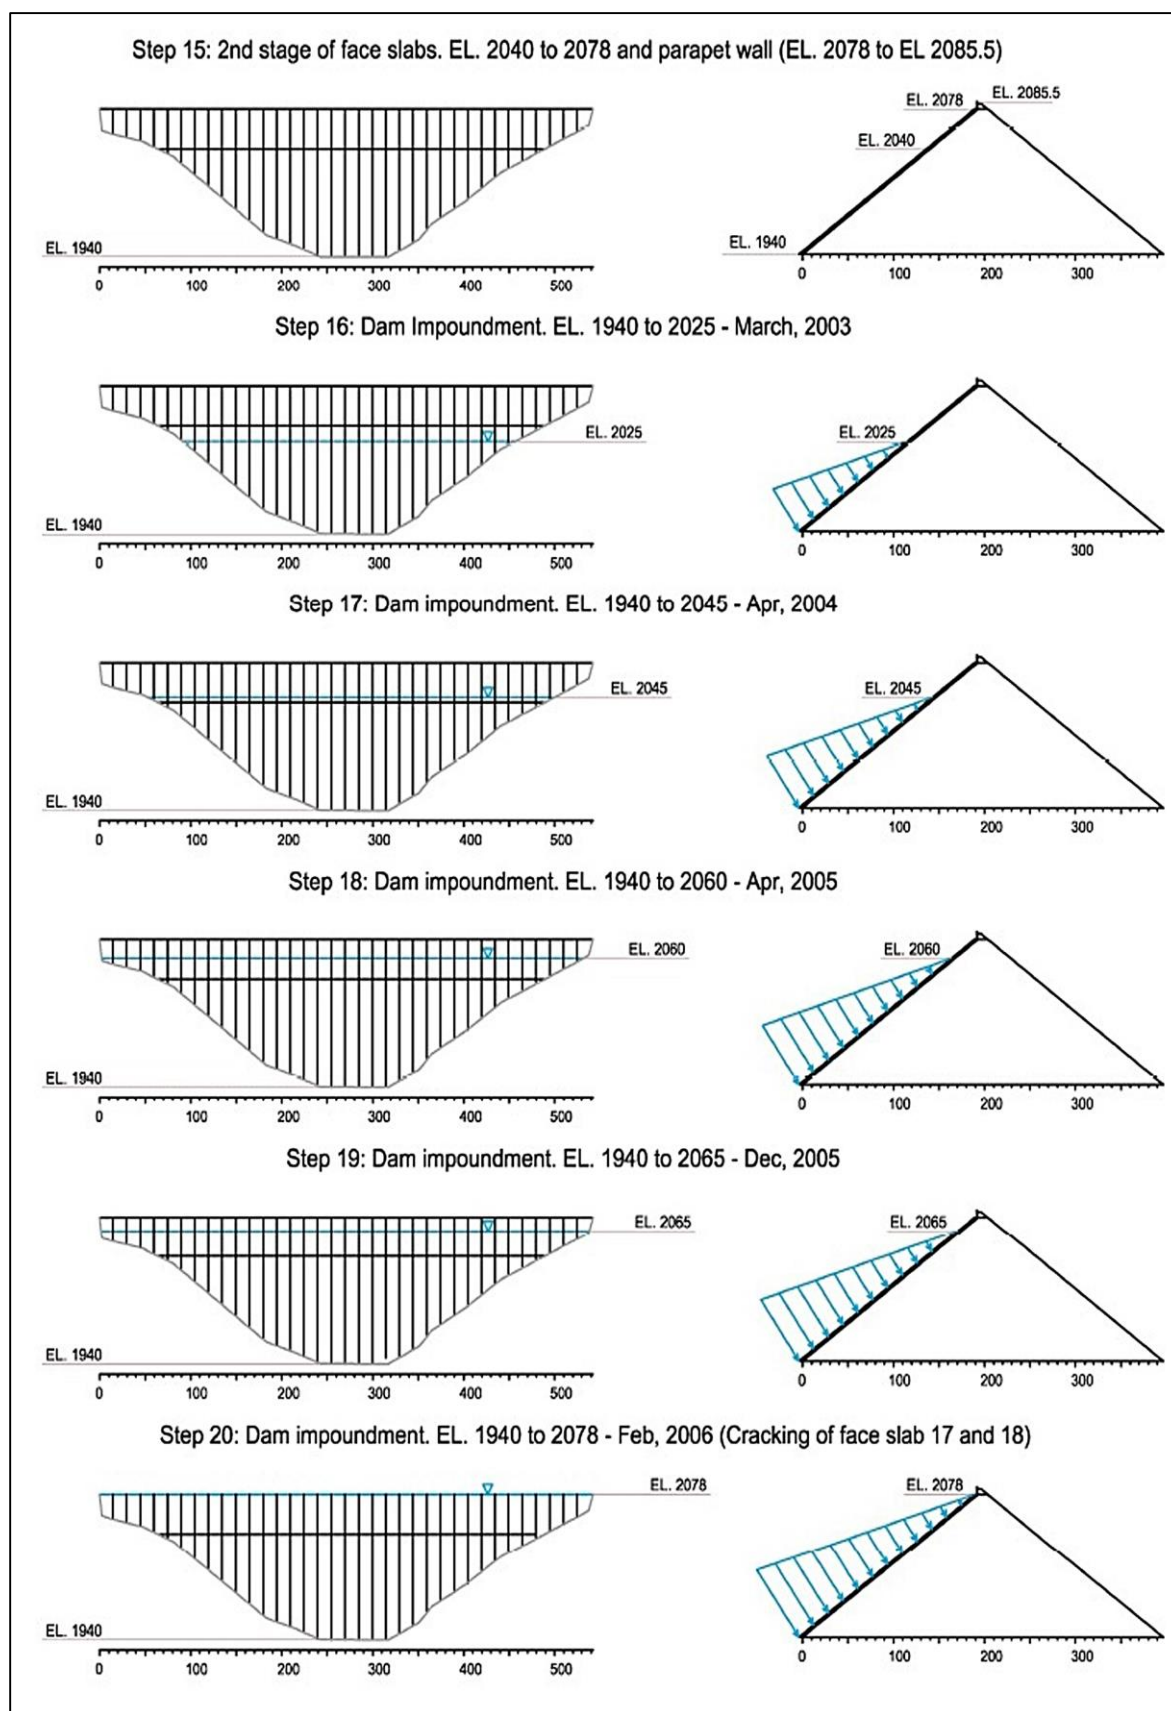 Step 15: 2nd stage of face slabs. EL. 2040 to 2078 and parapet wall (EL. 2078 to EL 2085.5)
EL. 2078
EL. 2085.5
EL. 2040
EL. 1940
EL. 1940
0 100 200 300 400 500
0 100 200 300
Step 16: Dam Impoundment. EL. 1940 to 2025 - March, 2003
EL. 2025
EL. 2025
EL. 1940
0 100 200 300 400 500
0 100 200 300
Step 17: Dam impoundment. EL. 1940 to 2045 - Apr, 2004
EL. 2045
EL. 2045
EL. 1940
0 100 200 300 400 500
0 100 200 300
Step 18: Dam impoundment. EL. 1940 to 2060 - Apr, 2005
EL. 2060
EL. 2060
EL. 1940
0 100 200 300 400 500
0 100 200 300
Step 19: Dam impoundment. EL. 1940 to 2065 - Dec, 2005
EL. 2065
EL. 2065
EL. 1940
0 100 200 300 400 500
0 100 200 300
Step 20: Dam impoundment. EL. 1940 to 2078 - Feb, 2006 (Cracking of face slab 17 and 18)
EL. 2078
EL. 2078
EL. 1940
0 100 200 300 400 500
0 100 200 300